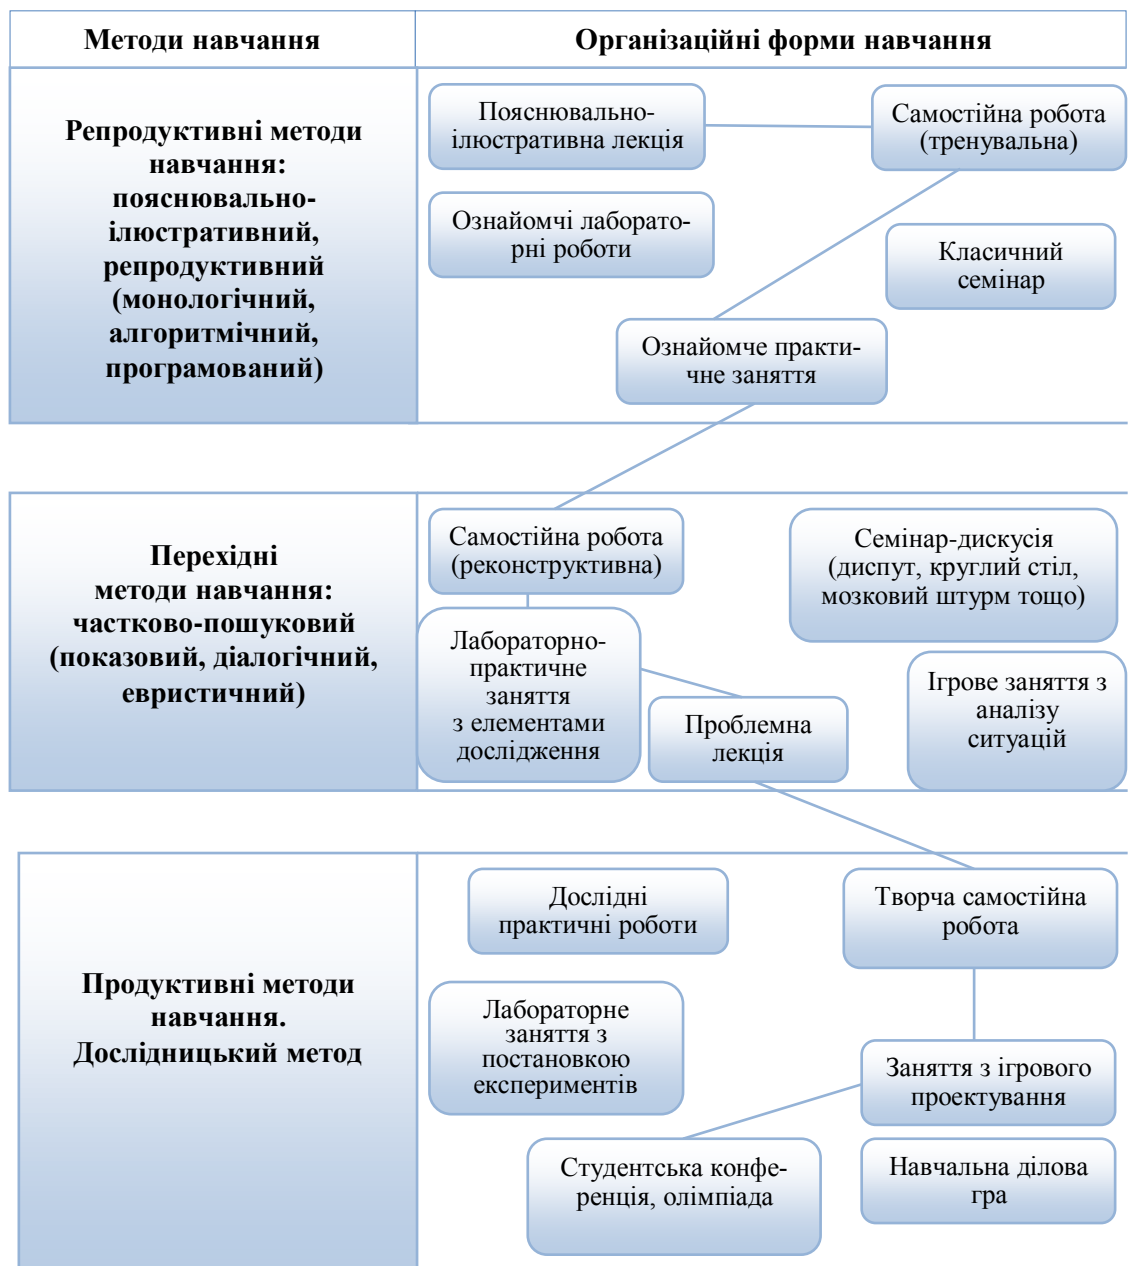 Методи навчання
Організаційні форми навчання
Репродуктивні методи
навчання:
пояснювально-
ілюстративний,
репродуктивний
(монологічний,
алгоритмічний,
програмований)
Пояснювально-
ілюстративна лекція
Самостійна робота
(тренувальна)
Ознайомчі лаборато-
рні роботи
Класичний
семінар
Ознайомче практи-
чне заняття
Перехідні
методи навчання:
частково-пошуковий
(показовий, діалогічний,
евристичний)
Самостійна робота
(реконструктивна)
Семінар-дискусія
(диспут, круглий стіл,
мозковий штурм тощо)
Лабораторно-
практичне
заняття
з елементами
дослідження
Проблемна
лекція
Ігрове заняття з
аналізу
ситуацій
Продуктивні методи
навчання.
Дослідницький метод
Дослідні
практичні роботи
Творча самостійна
робота
Лабораторне
заняття з
постановкою
експериментів
Заняття з ігрового
проектування
Студентська конфе-
ренція, олімпіада
Навчальна ділова
гра